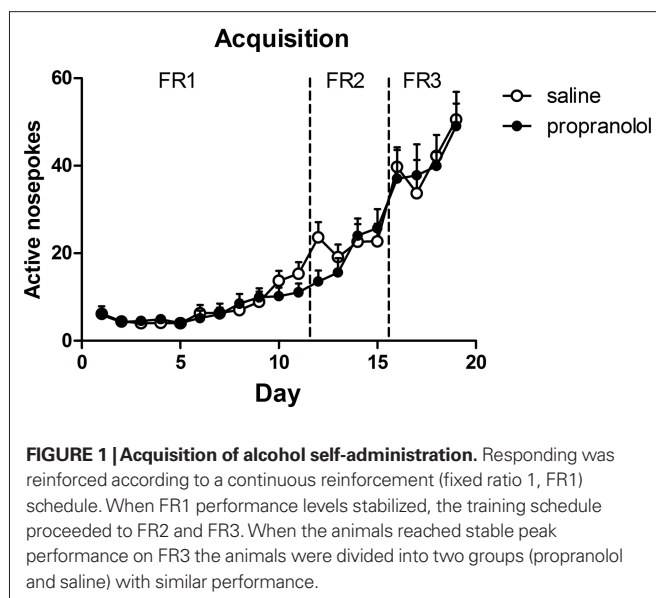 Acquisition
FR1 FR2 FR3
saline
propranolol
Active nosepokes
60
40
20
0
0 5 10 15 20
Day
FIGURE 1 | Acquisition of alcohol self-administration. Responding was
reinforced according to a continuous reinforcement (fixed ratio 1, FR1)
schedule. When FR1 performance levels stabilized, the training schedule
proceeded to FR2 and FR3. When the animals reached stable peak
performance on FR3 the animals were divided into two groups (propranolol
and saline) with similar performance.